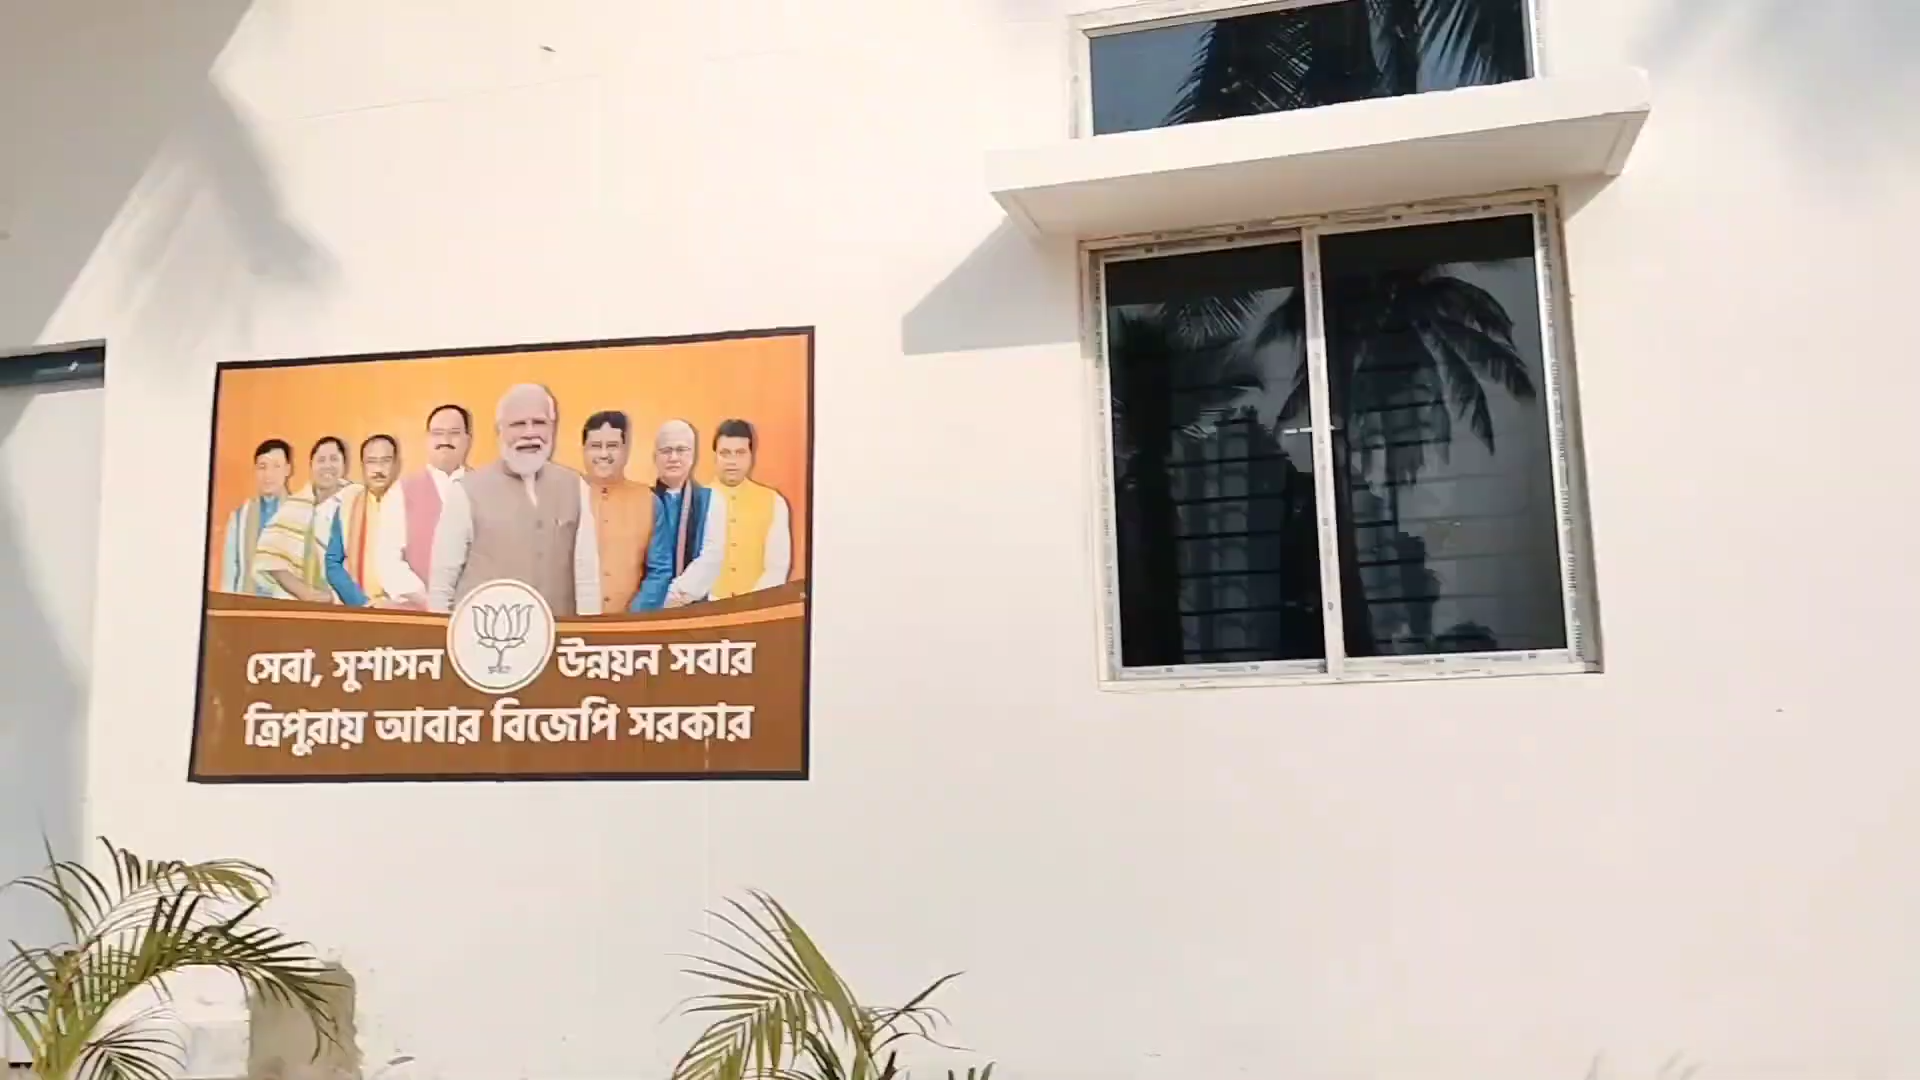 সেবা, সুশাসন উন্নয়ন সবার
ত্রিপুরায় আবার বিজেপি সরকার